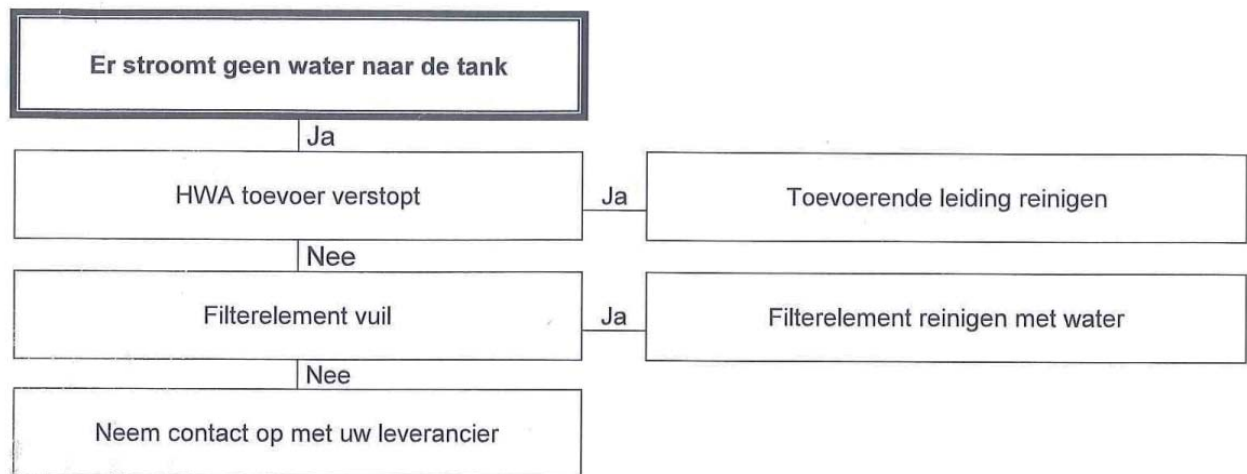 Er stroomt geen water naar de tank
Ja
HWA toevoer verstopt
Ja
Toevoerende leiding reinigen
Nee
Filterelement vuil
Ja
Filterelement reinigen met water
Nee
Neem contact op met uw leverancier